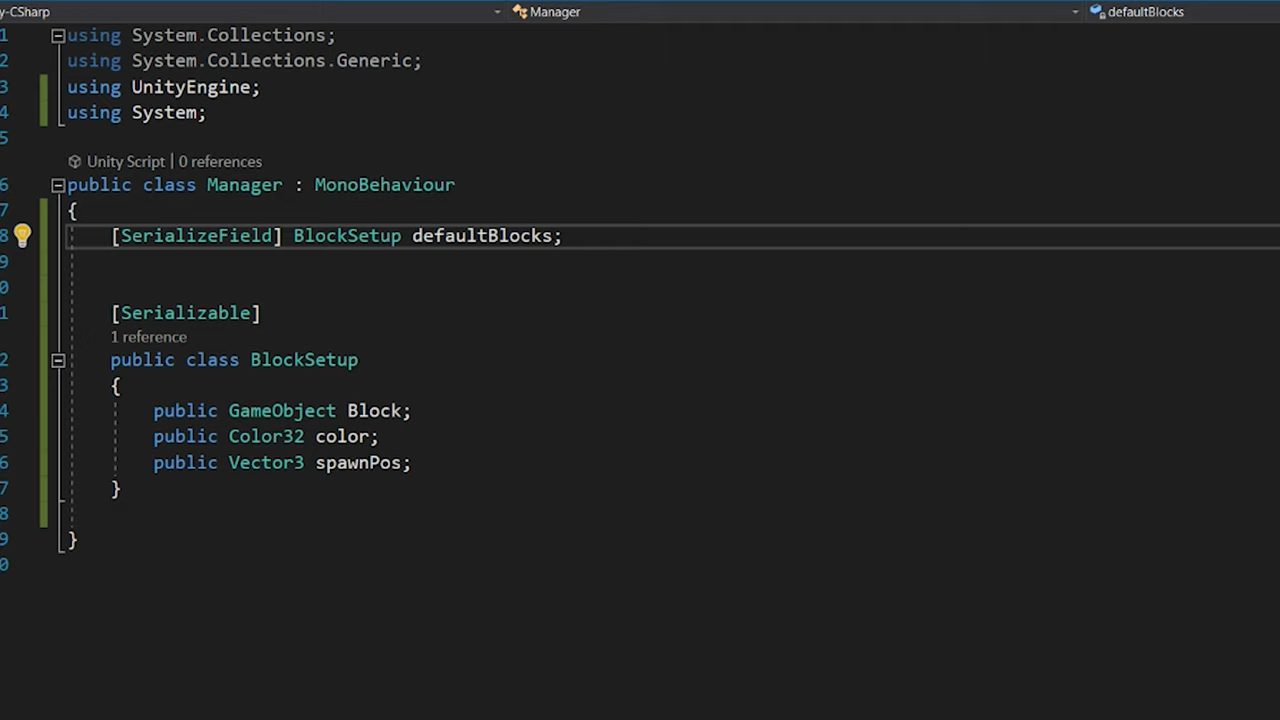 y-CSharp Manager defaultBlocks
1 using System.Collections;
2 using System.Collections.Generic;
3 using UnityEngine;
4 using System;
5
Unity Script | 0 references
6 public class Manager : MonoBehaviour
7 {
8 [SerializeField] BlockSetup defaultBlocks;
9
0
1 [Serializable]
1 reference
2 public class BlockSetup
3 {
4 public GameObject Block;
5 public Color32 color;
6 public Vector3 spawnPos;
7 }
8
9 }
0